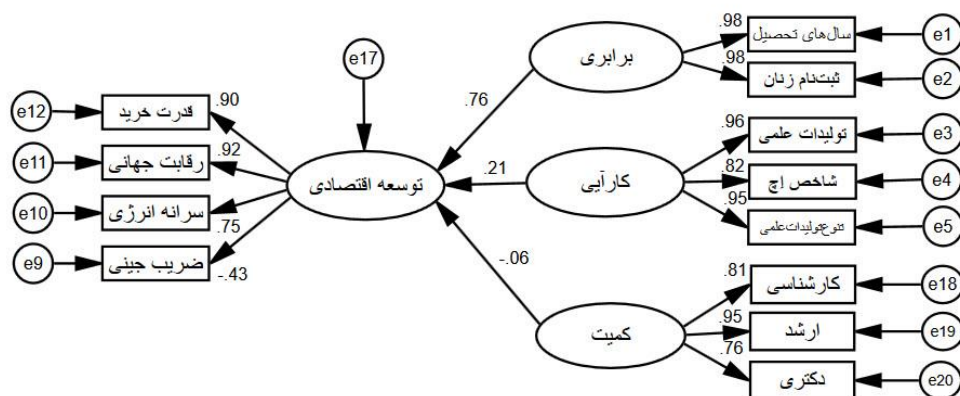 e17
برابری
.98
سال‌های تحصیل
e1
.98
ثبت‌نام زنان
e2
.76
e12
قدرت خرید
.90
e11
رقابت جهانی
.92
توسعه اقتصادی
.21
کارآیی
.96
تولیدات علمی
e3
.82
شاخص اچ
e4
.95
تنوع‌تولیدات‌علمی
e5
e10
سرانه انرژی
.75
e9
ضریب جینی
-.43
-.06
کمیت
.81
کارشناسی
e18
.95
ارشد
e19
.76
دکتری
e20